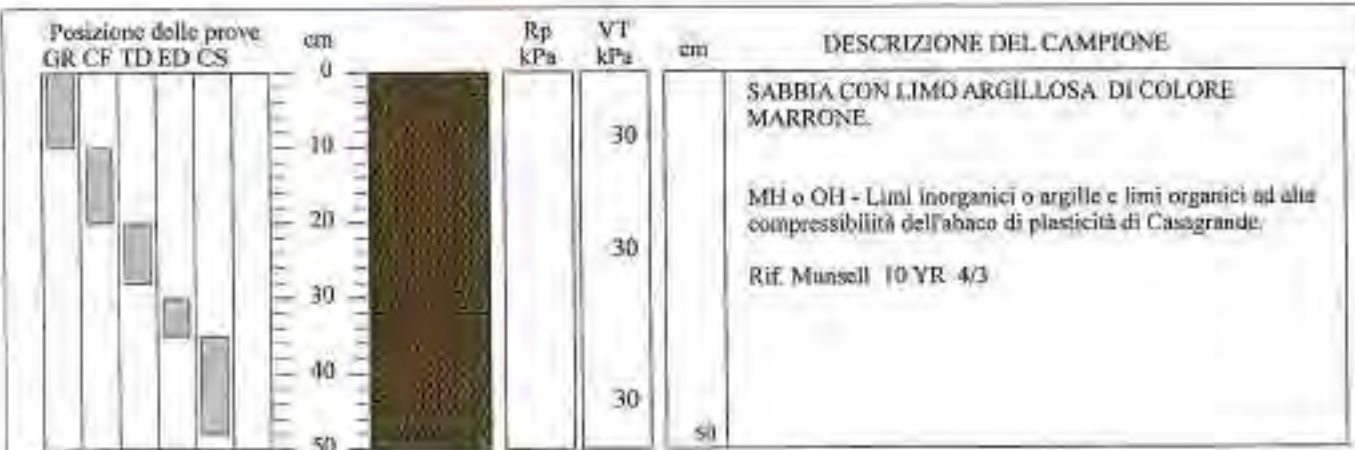 Posizione delle prove
GR CF TD ED CS
cm
0
10
20
30
40
50
Rp
kPa
VT
kPa
30
30
30
cm
50
DESCRIZIONE DEL CAMPIONE
SABBIA CON LIMO ARGILLOSA DI COLORE
MARRONE.
MH o OH - Limi inorganici o argille e limi organici ad alta
compressibilità dell'abaco di plasticità di Casagrande.
Rif. Munsell 10 YR 4/3